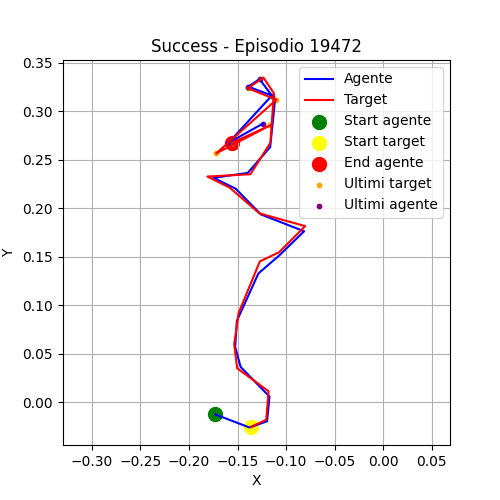 Success - Episodio 19472
Agente
Target
Start agente
Start target
End agente
Ultimi target
Ultimi agente
Y
0.35
0.30
0.25
0.20
0.15
0.10
0.05
0.00
−0.30 −0.25 −0.20 −0.15 −0.10 −0.05 0.00 0.05
X